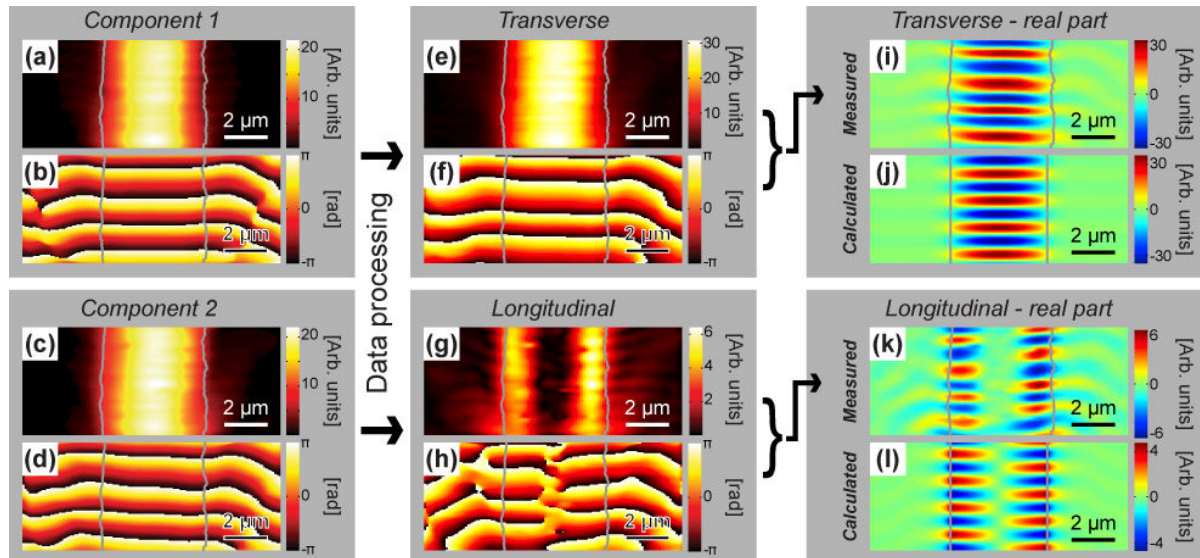 Component 1
(a)
20
10
[Arb. units]
2 µm
(b)
π
0
-π
[rad]
2 µm
Component 2
(c)
20
10
[Arb. units]
2 µm
(d)
π
0
-π
[rad]
2 µm
Data processing
Transverse
(e)
30
20
10
[Arb. units]
2 µm
(f)
π
0
-π
[rad]
2 µm
Longitudinal
(g)
6
4
2
[Arb. units]
2 µm
(h)
π
0
-π
[rad]
2 µm
Transverse - real part
Measured
(i)
30
0
-30
[Arb. units]
2 µm
Calculated
(j)
30
0
-30
[Arb. units]
2 µm
Longitudinal - real part
Measured
(k)
6
0
-6
[Arb. units]
2 µm
Calculated
(l)
4
0
-4
[Arb. units]
2 µm